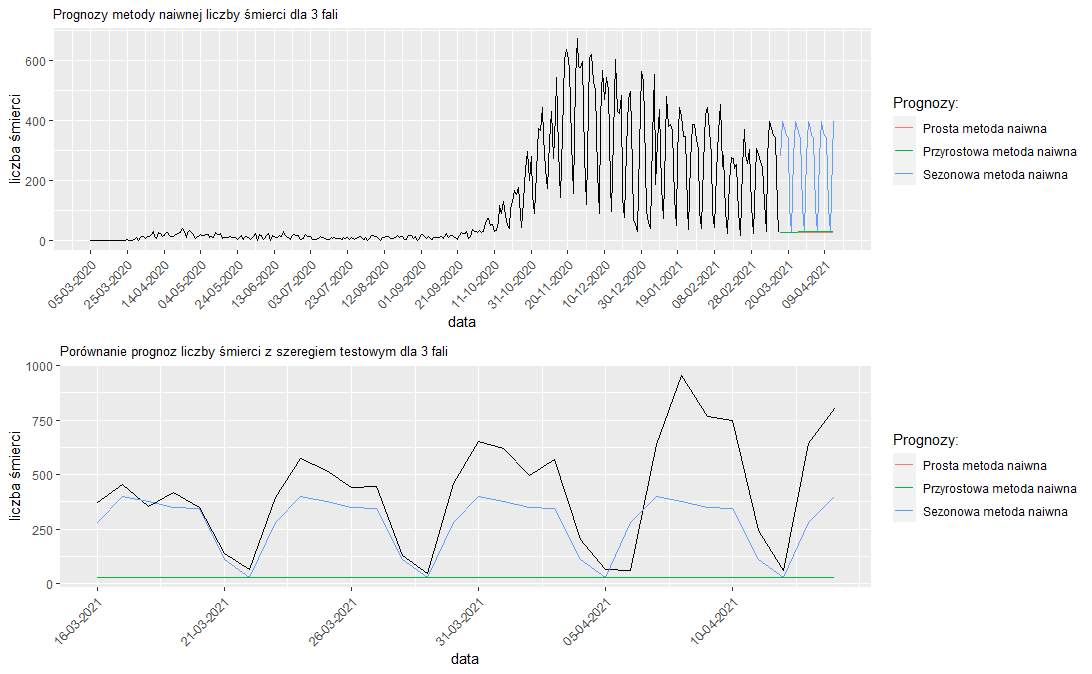 Prognozy metody naiwnej liczby śmierci dla 3 fali
600
400
200
0
liczba śmierci
05-03-2020
25-03-2020
14-04-2020
04-05-2020
24-05-2020
13-06-2020
03-07-2020
23-07-2020
12-08-2020
01-09-2020
21-09-2020
11-10-2020
31-10-2020
20-11-2020
10-12-2020
30-12-2020
19-01-2021
08-02-2021
28-02-2021
20-03-2021
09-04-2021
data
Prognozy:
Prosta metoda naiwna
Przyrostowa metoda naiwna
Sezonowa metoda naiwna
Porównanie prognoz liczby śmierci z szeregiem testowym dla 3 fali
1000
750
500
250
0
liczba śmierci
16-03-2021
21-03-2021
26-03-2021
31-03-2021
05-04-2021
10-04-2021
data
Prognozy:
Prosta metoda naiwna
Przyrostowa metoda naiwna
Sezonowa metoda naiwna